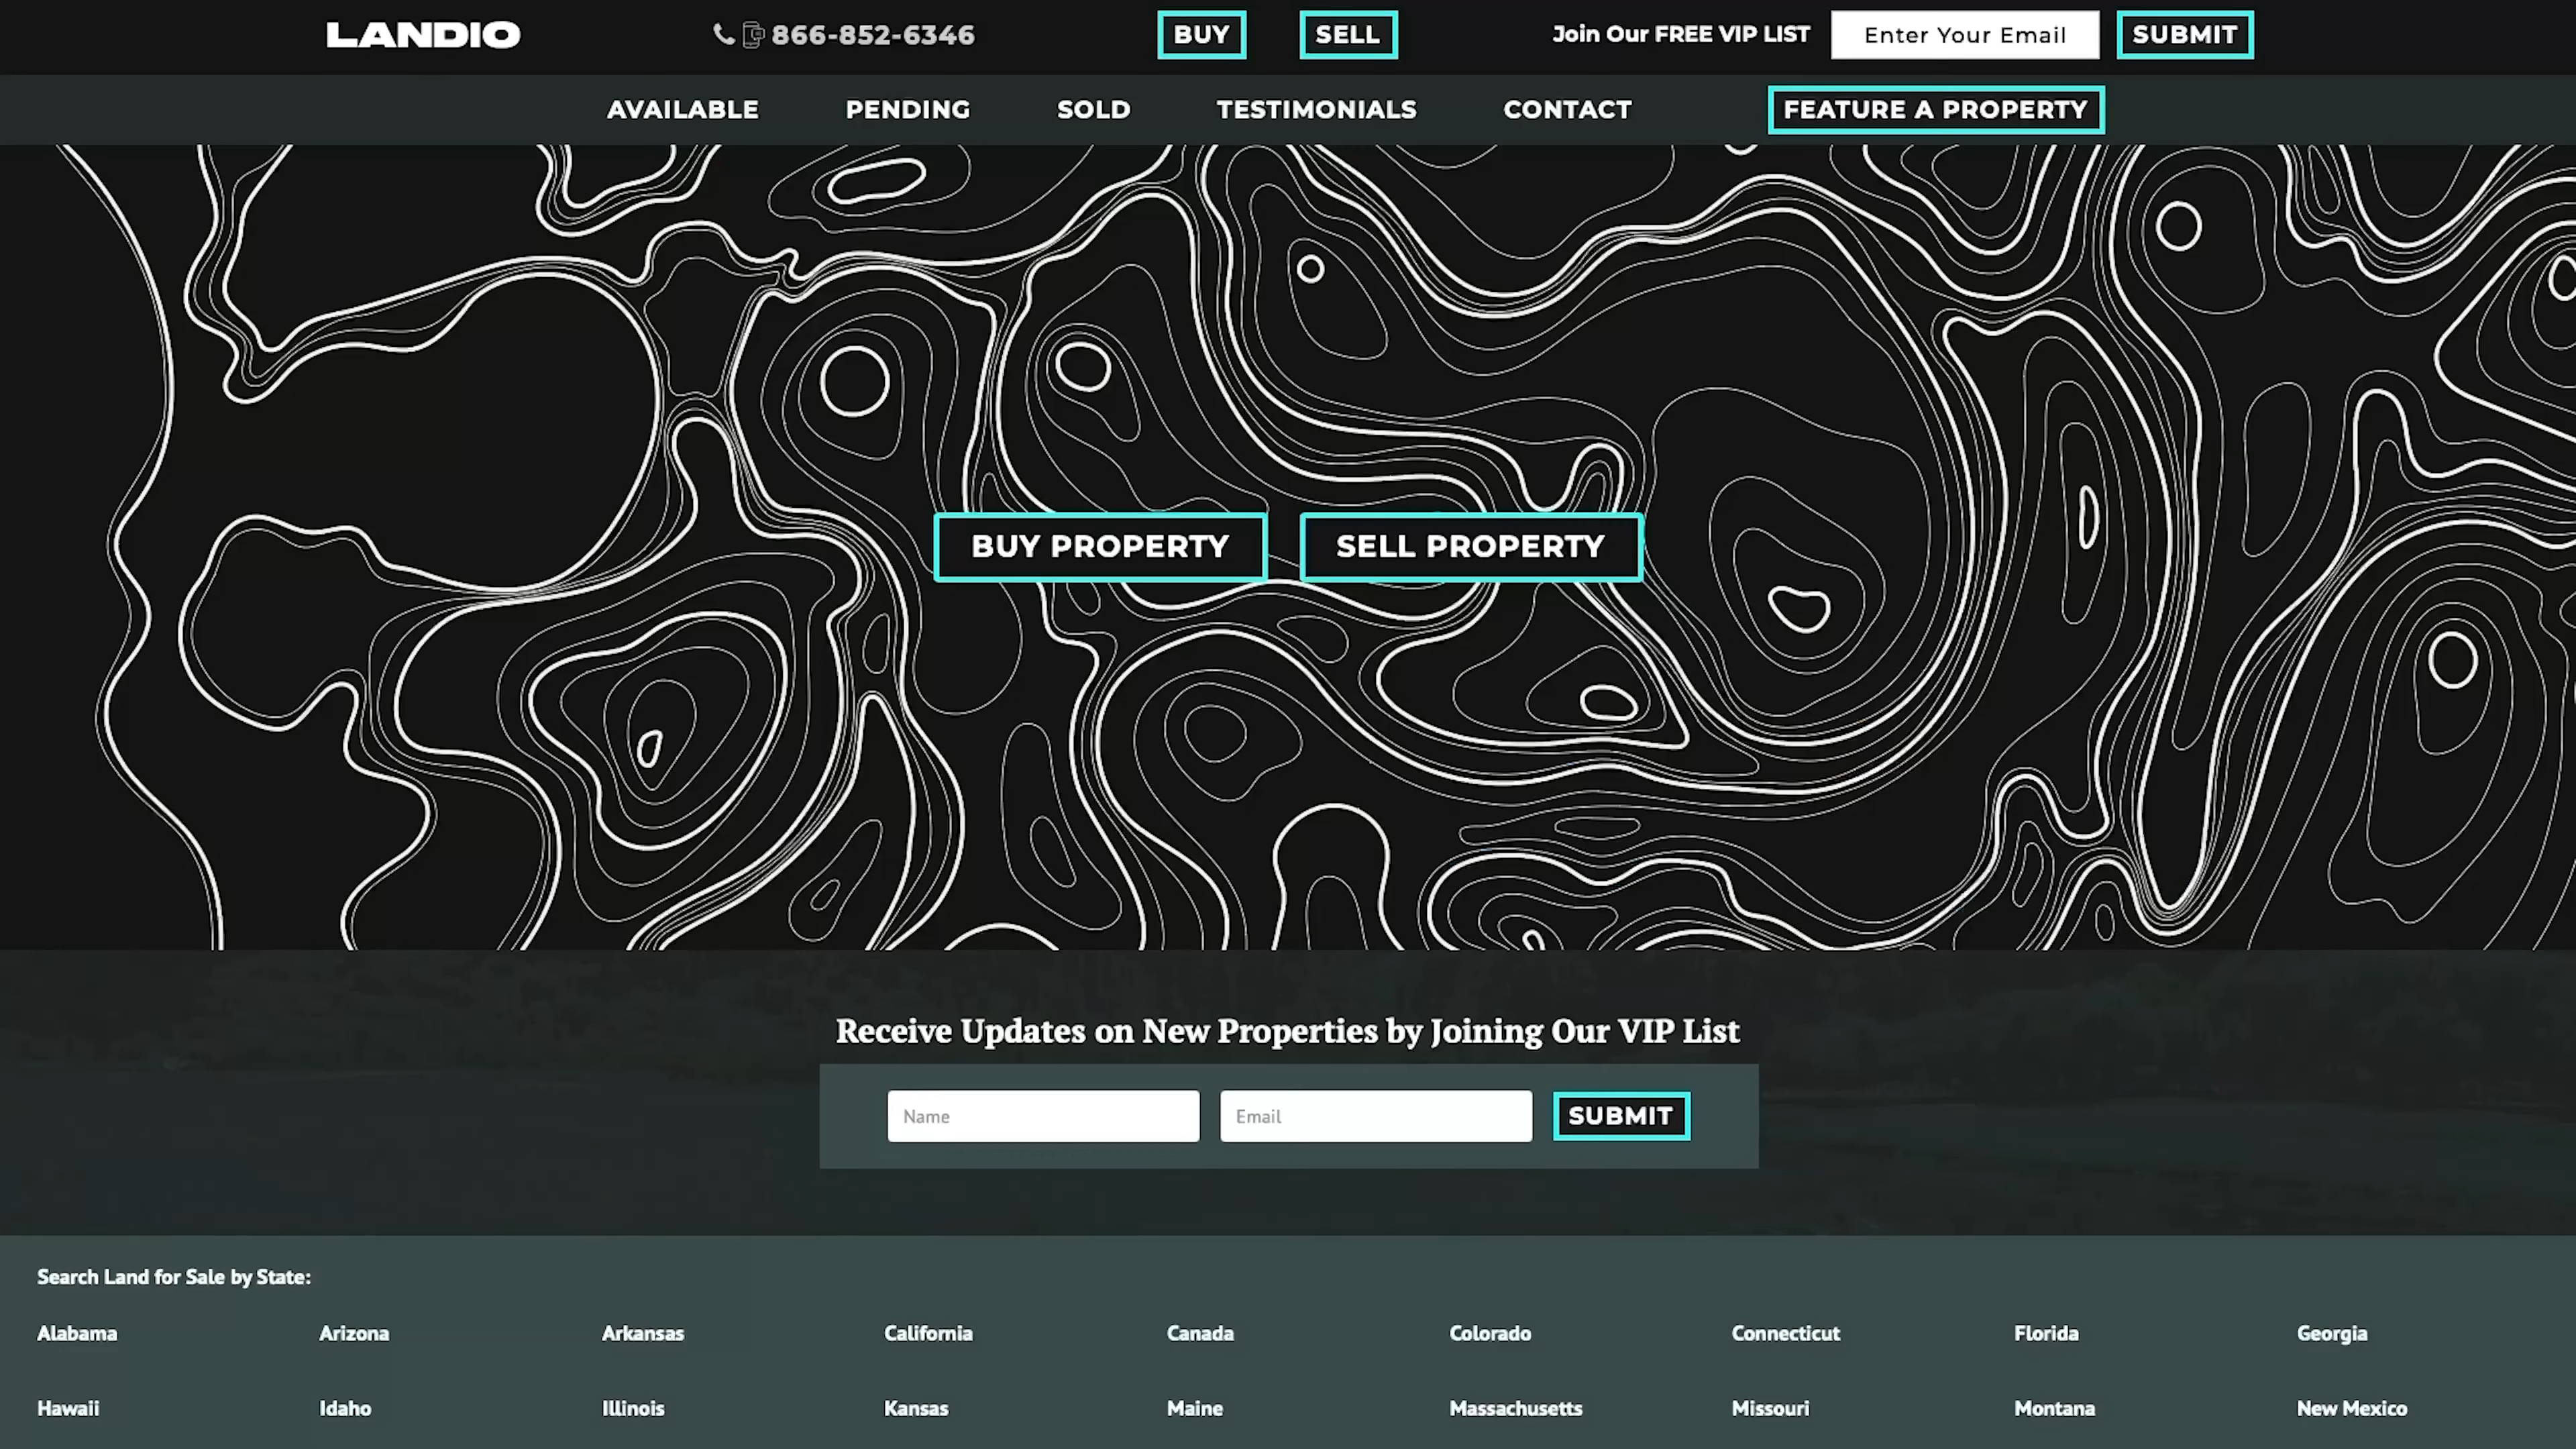 LANDIO
866-852-6346
BUY
SELL
Join Our FREE VIP LIST
Enter Your Email
SUBMIT
AVAILABLE
PENDING
SOLD
TESTIMONIALS
CONTACT
FEATURE A PROPERTY
BUY PROPERTY
SELL PROPERTY
Receive Updates on New Properties by Joining Our VIP List
Name
Email
SUBMIT
Search Land for Sale by State:
Alabama
Arizona
Arkansas
California
Canada
Colorado
Connecticut
Florida
Georgia
Hawaii
Idaho
Illinois
Kansas
Maine
Massachusetts
Missouri
Montana
New Mexico